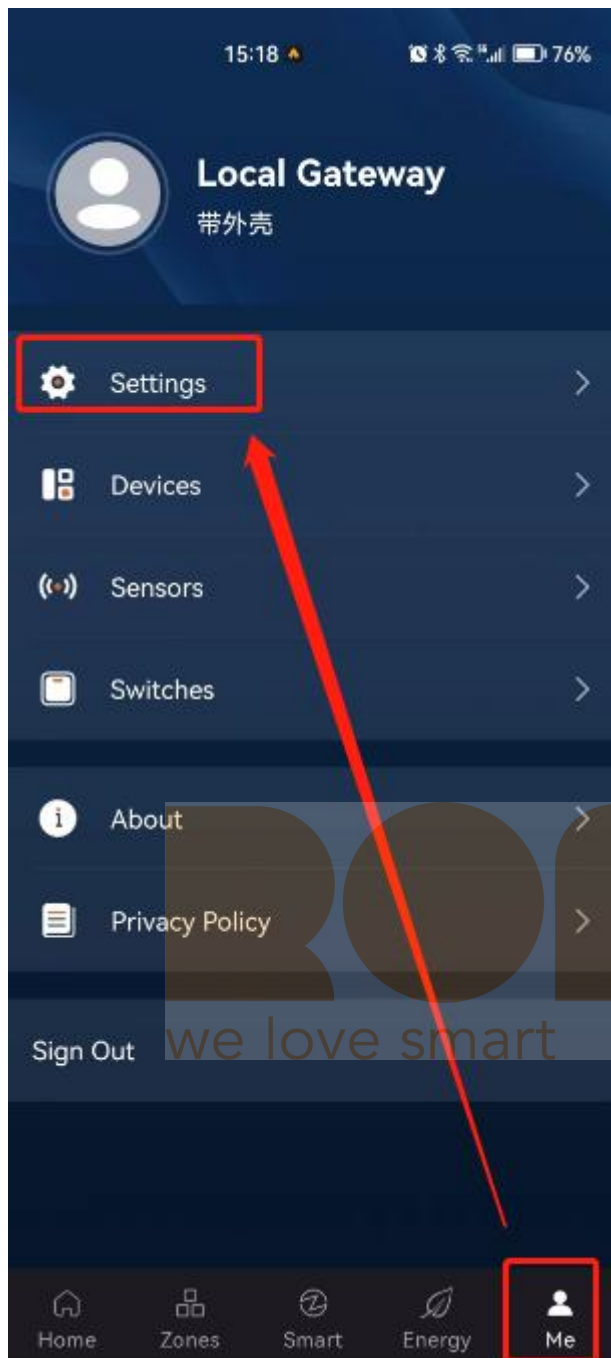 15:18 76%
Local Gateway
带外壳
Settings
Devices
Sensors
Switches
About
Privacy Policy
we love smart
Sign Out
Home Zones Smart Energy Me